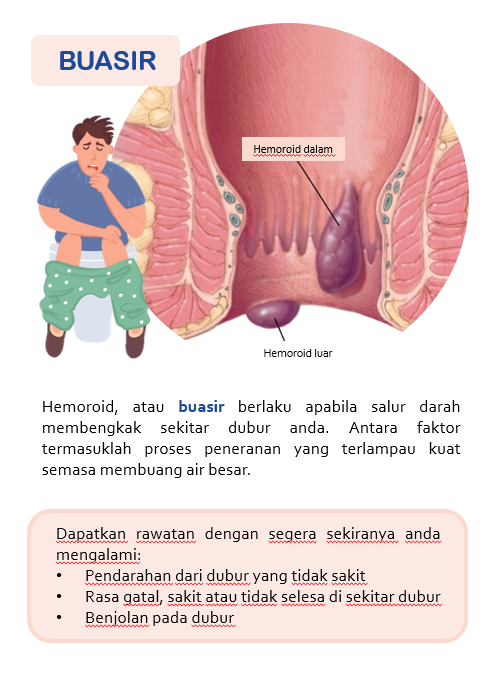 BUASIR
Hemoroid dalam
Hemoroid luar
Hemoroid, atau buasir berlaku apabila salur darah
membengkak sekitar dubur anda. Antara faktor
termasuklah proses peneranan yang terlampau kuat
semasa membuang air besar.
Dapatkan rawatan dengan segera sekiranya anda
mengalami:
• Pendarahan dari dubur yang tidak sakit
• Rasa gatal, sakit atau tidak selesa di sekitar dubur
• Benjolan pada dubur